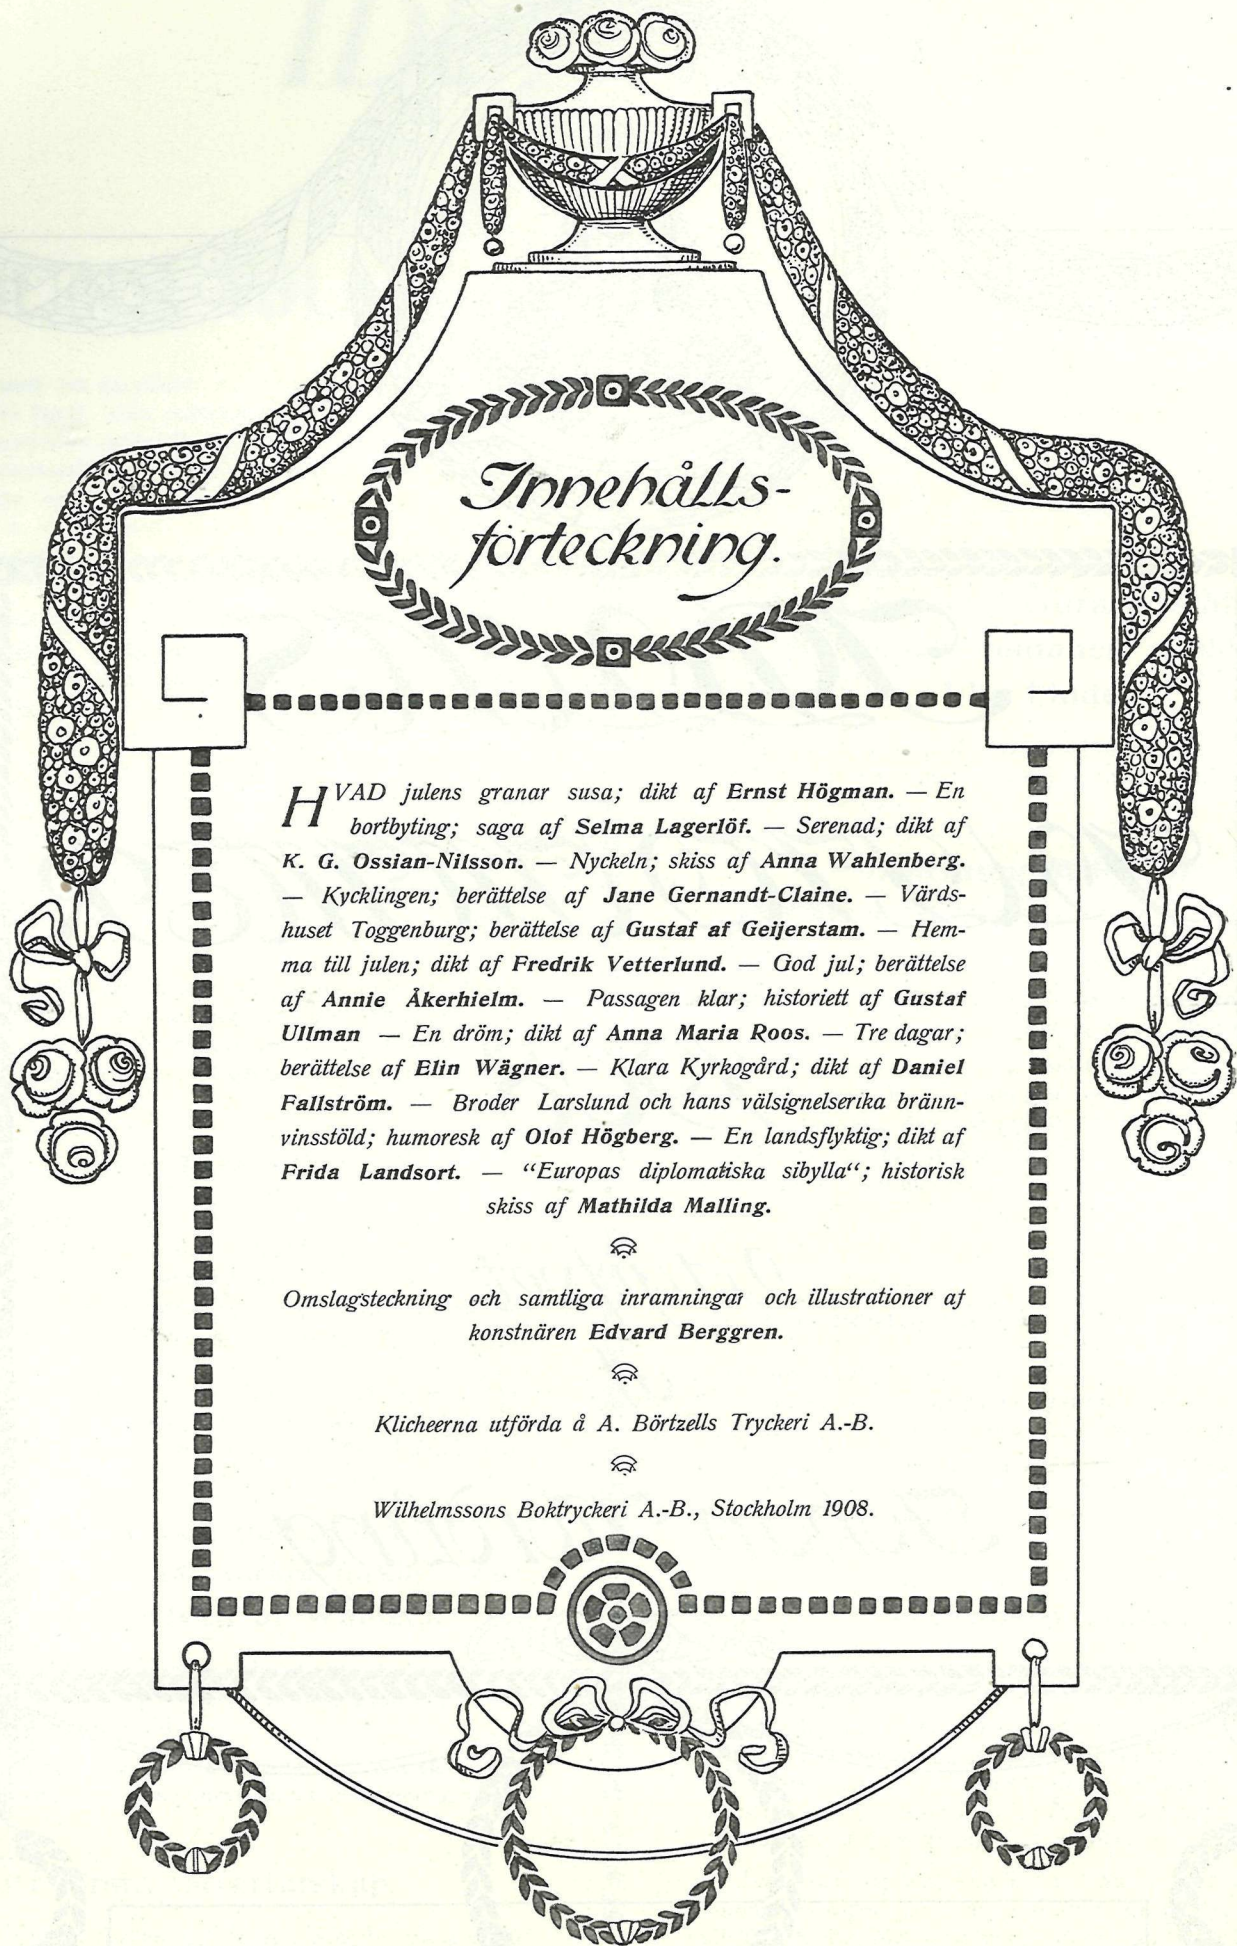 Innehålls-
förteckning.
HVAD julens granar susa; dikt af Ernst Högman. — En
bortbyting; saga af Selma Lagerlöf. — Serenad; dikt af
K. G. Ossian-Nilsson. — Nyckeln; skiss af Anna Wahlenberg.
— Kycklingen; berättelse af Jane Gernandt-Claine. — Värds-
huset Toggenburg; berättelse af Gustaf af Geijerstam. — Hem-
ma till julen; dikt af Fredrik Vetterlund. — God jul; berättelse
af Annie Åkerhielm. — Passagen klar; historiett af Gustaf
Ullman — En dröm; dikt af Anna Maria Roos. — Tre dagar;
berättelse af Elin Wägner. — Klara Kyrkogård; dikt af Daniel
Fallström. — Broder Larslund och hans välsignelserika bränn-
vinsstöld; humoresk af Olof Högberg. — En landsflyktig; dikt af
Frida Landsort. — “Europas diplomatiska sibylla“; historisk
skiss af Mathilda Malling.
Omslagsteckning och samtliga inramningar och illustrationer af
konstnären Edvard Berggren.
Klicheerna utförda å A. Börtzells Tryckeri A.-B.
Wilhelmssons Boktryckeri A.-B., Stockholm 1908.